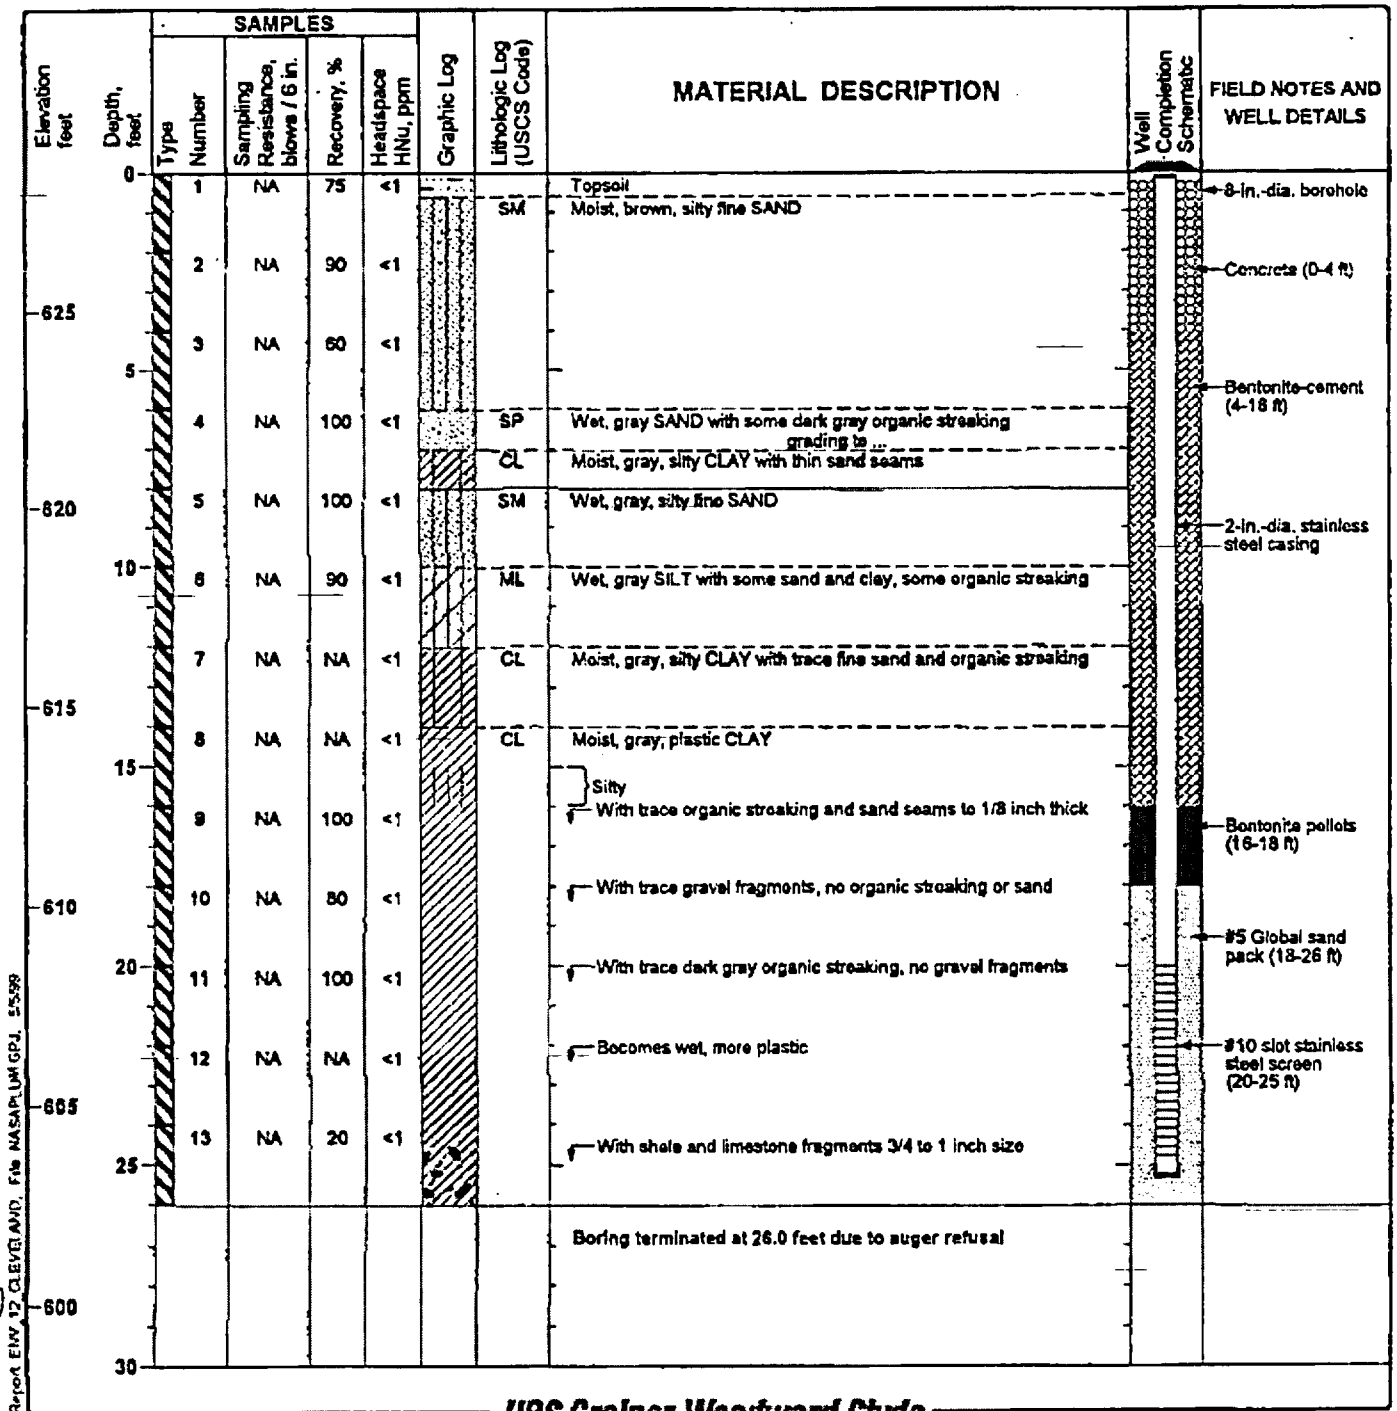 SAMPLES
Elevation
feet
Depth,
feet
Type
Number
Sampling
Resistance,
blows / 6 in.
Recovery, %
Headspace
HNu, ppm
Graphic Log
Lithologic Log
(USCS Code)
MATERIAL DESCRIPTION
Well
Completion
Schematic
FIELD NOTES AND
WELL DETAILS
0
1 NA 75 <1 Topsoil
8-in.-dia. borehole
SM Moist, brown, silty fine SAND
2 NA 90 <1
Concrete (0-4 ft)
625
3 NA 60 <1
5
Bentonite-cement
(4-16 ft)
4 NA 100 <1 SP Wet, gray SAND with some dark gray organic streaking
grading to ...
CL Moist, gray, silty CLAY with thin sand seams
5 NA 100 <1 SM Wet, gray, silty fine SAND
620
2-in.-dia. stainless
steel casing
10
6 NA 90 <1 ML Wet, gray SILT with some sand and clay, some organic streaking
7 NA NA <1 CL Moist, gray, silty CLAY with trace fine sand and organic streaking
615
8 NA NA <1 CL Moist, gray, plastic CLAY
15
Silty
With trace organic streaking and sand seams to 1/8 inch thick
9 NA 100 <1
Bentonite pellets
(16-18 ft)
With trace gravel fragments, no organic streaking or sand
10 NA 80 <1
610
#5 Global sand
pack (18-26 ft)
20
With trace dark gray organic streaking, no gravel fragments
11 NA 100 <1
Becomes wet, more plastic
12 NA NA <1
#10 slot stainless
steel screen
(20-25 ft)
605
13 NA 20 <1
With shale and limestone fragments 3/4 to 1 inch size
25
Boring terminated at 26.0 feet due to auger refusal
600
30
Report ENV_12_CLEVELAND, File NASAPLUM.GPJ, 5/5/99
URS Greiner Woodward Clyde